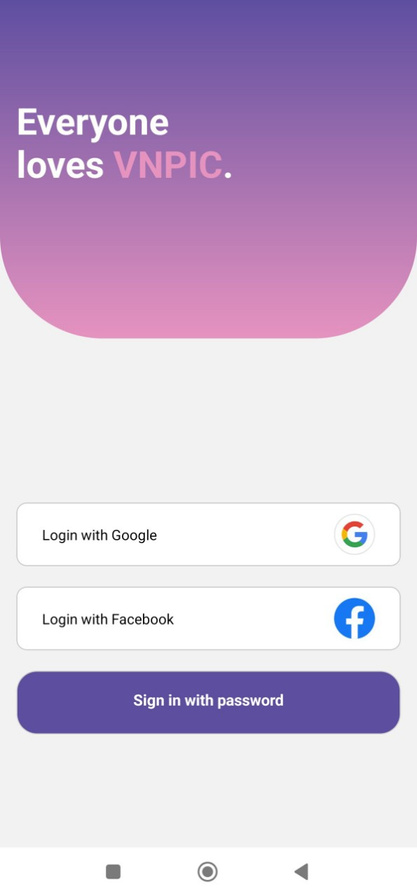 Everyone
loves VNPIC.
Login with Google
Login with Facebook
Sign in with password